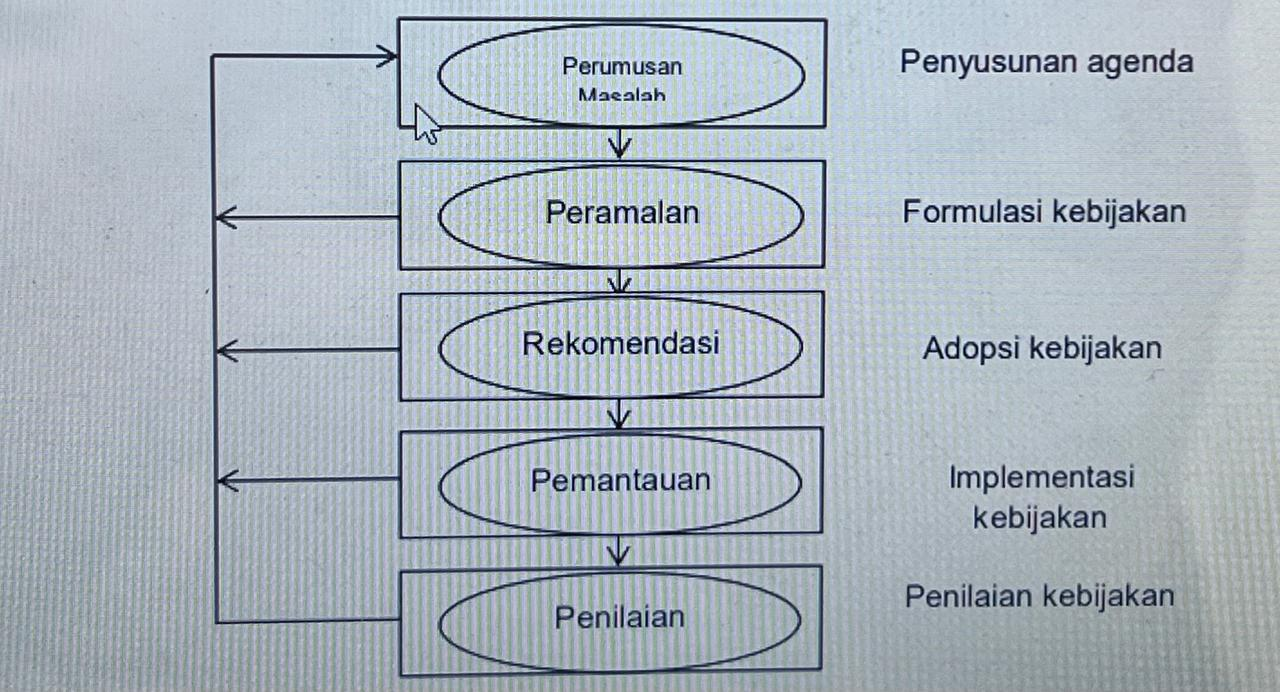 Perumusan
Masalah
Penyusunan agenda
Peramalan
Formulasi kebijakan
Rekomendasi
Adopsi kebijakan
Pemantauan
Implementasi
kebijakan
Penilaian
Penilaian kebijakan